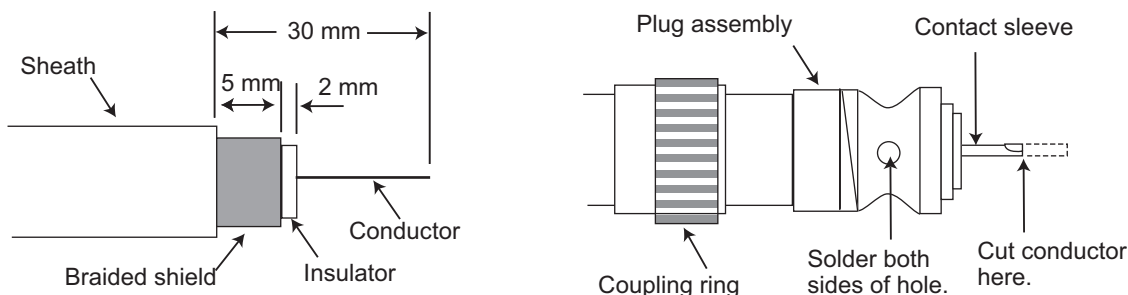 30 mm
Sheath
5 mm
2 mm
Conductor
Braided shield
Insulator
Plug assembly
Contact sleeve
Coupling ring
Solder both
sides of hole.
Cut conductor
here.